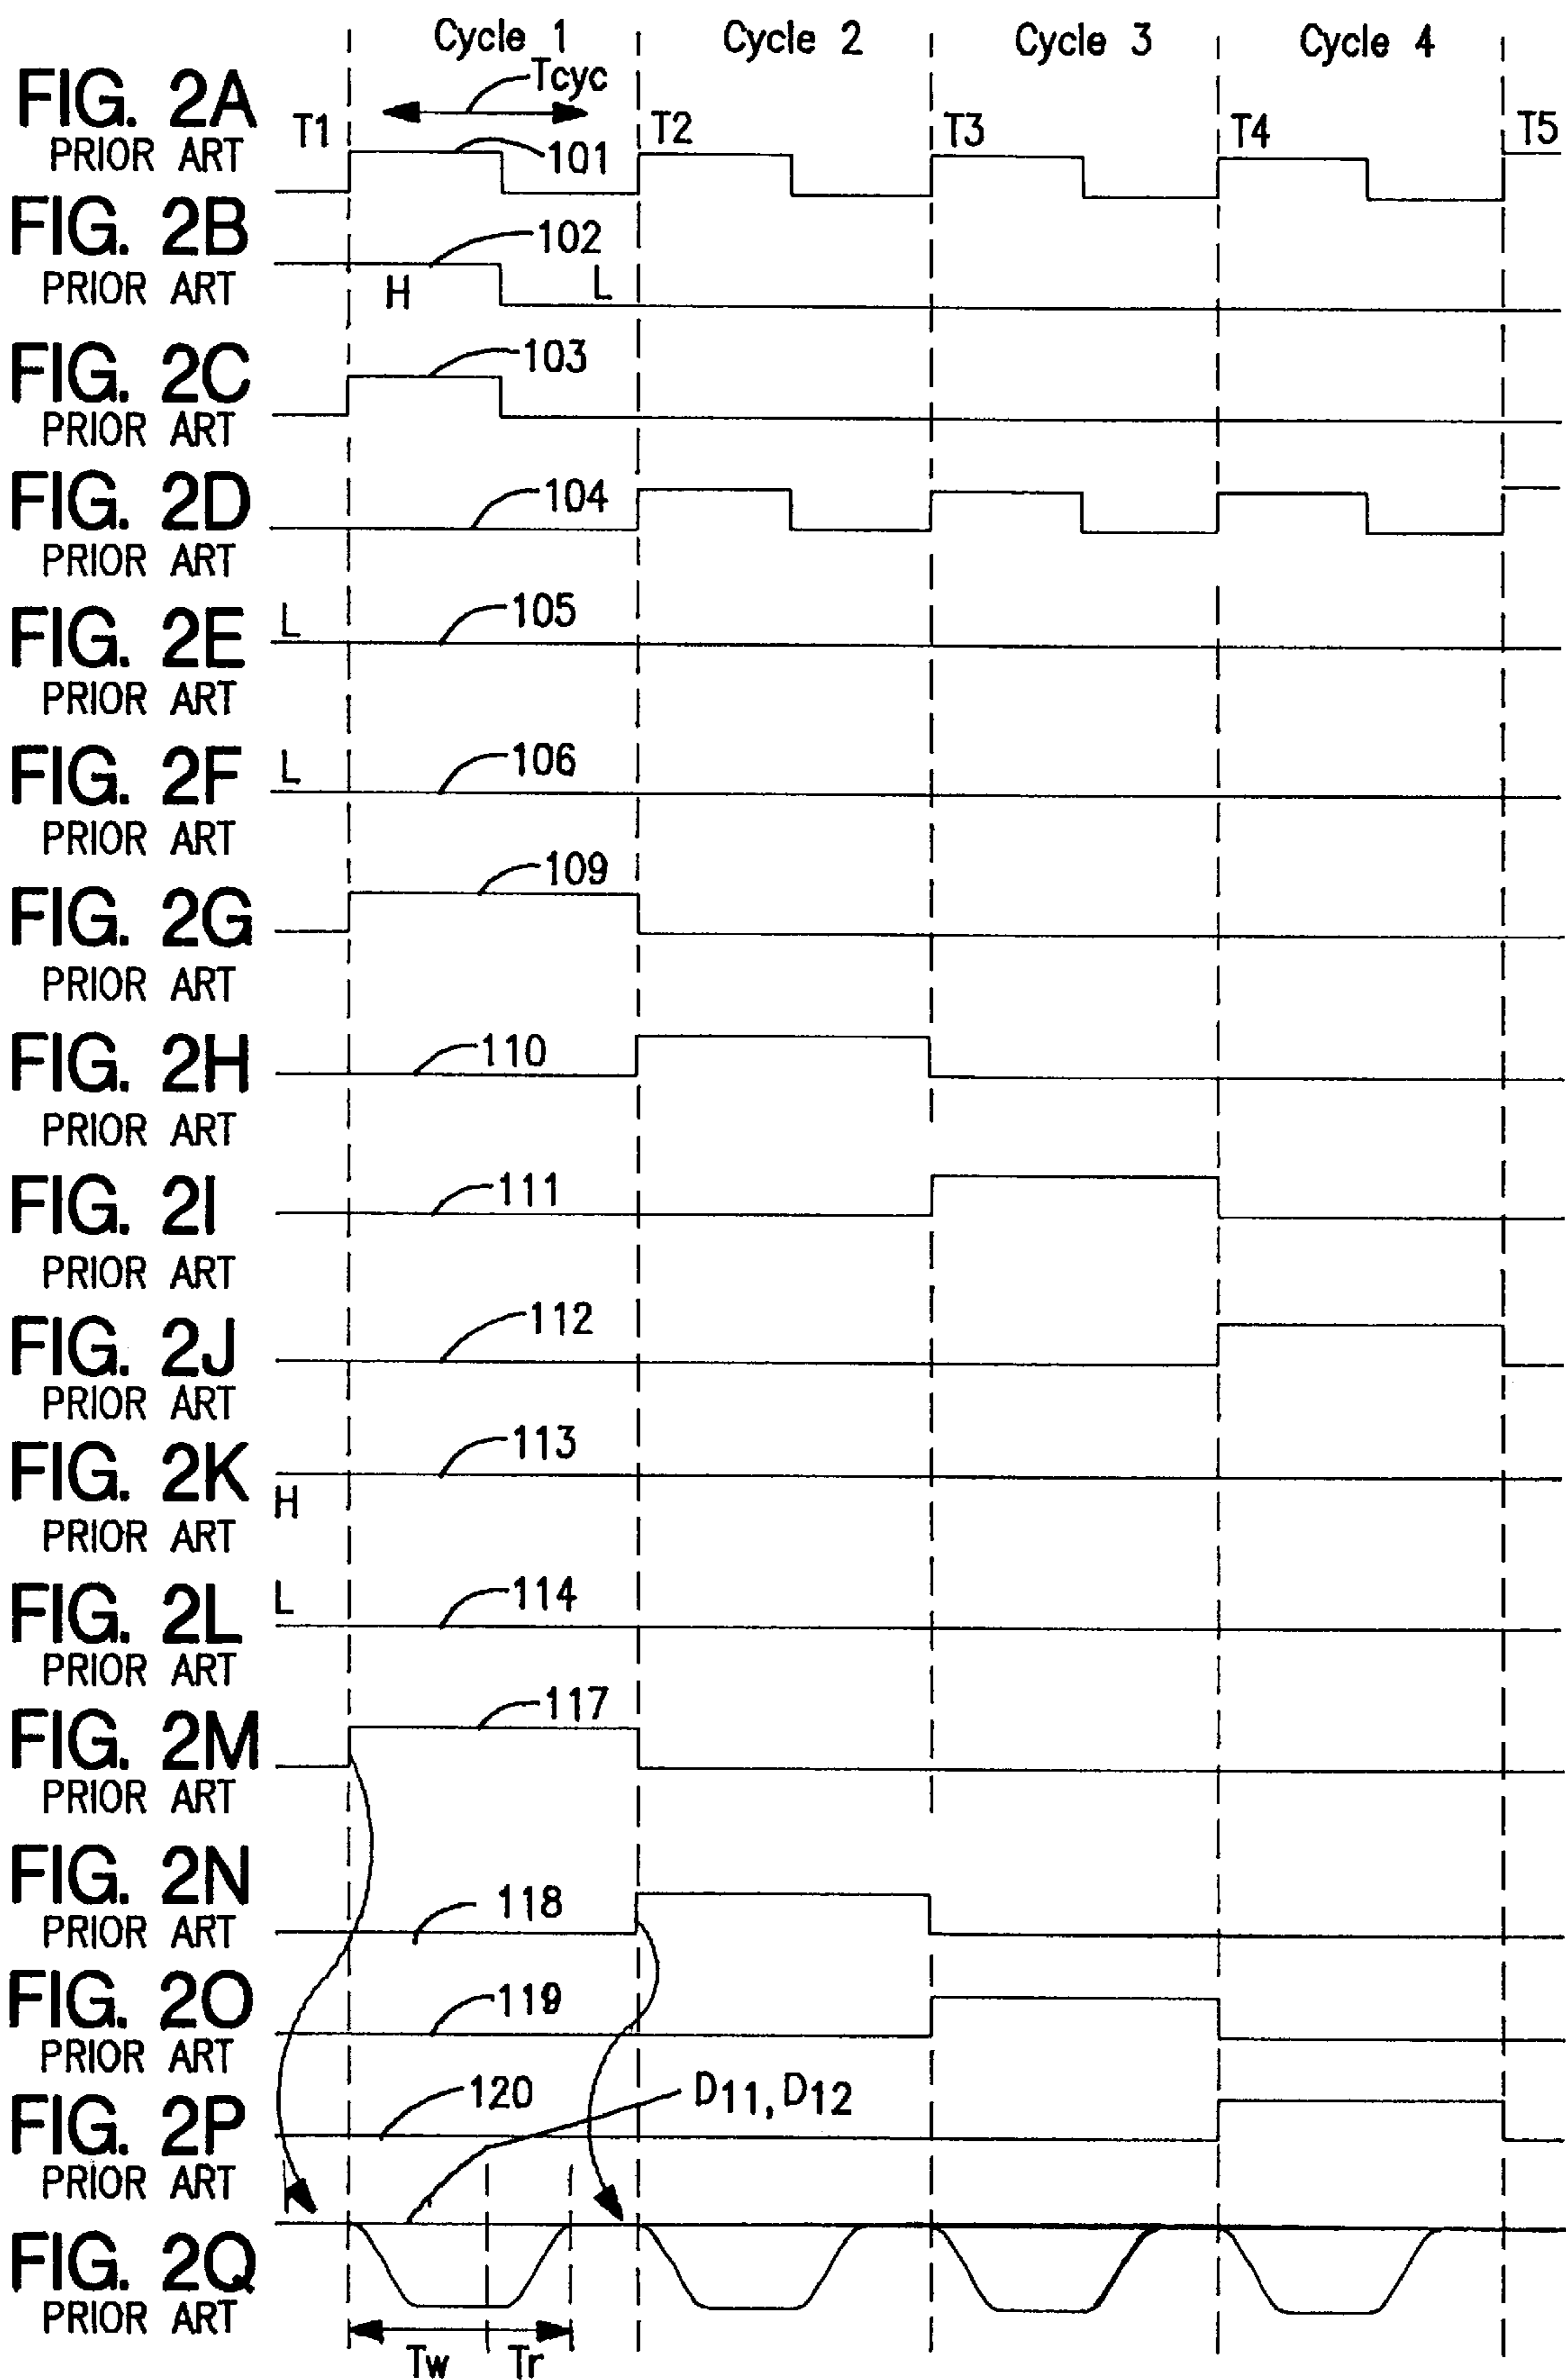 Cycle 1 Cycle 2 Cycle 3 Cycle 4
FIG. 2A Tcyc
T1 T2 T3 T4 T5
PRIOR ART 101
FIG. 2B 102
PRIOR ART H L
FIG. 2C 103
PRIOR ART
FIG. 2D 104
PRIOR ART
FIG. 2E L 105
PRIOR ART
FIG. 2F L 106
PRIOR ART
FIG. 2G 109
PRIOR ART
FIG. 2H 110
PRIOR ART
FIG. 2I 111
PRIOR ART
FIG. 2J 112
PRIOR ART
FIG. 2K 113
H
PRIOR ART
FIG. 2L L 114
PRIOR ART
FIG. 2M 117
PRIOR ART
FIG. 2N 118
PRIOR ART
FIG. 2O 119
PRIOR ART
FIG. 2P 120 D11, D12
PRIOR ART
FIG. 2Q
PRIOR ART
Tw Tr